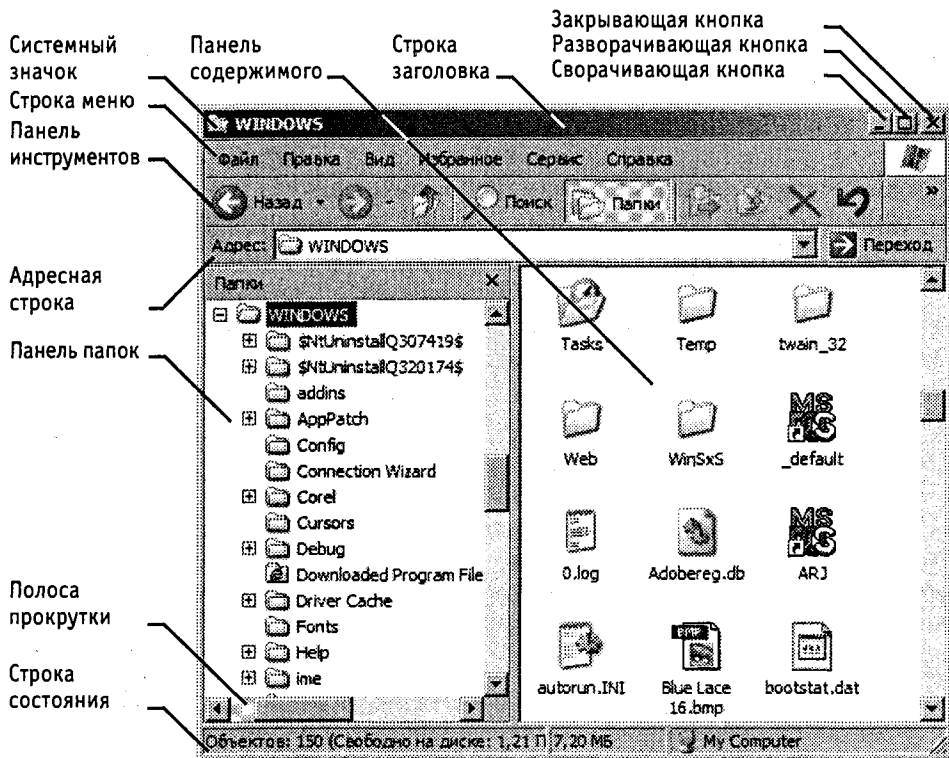 Закрывающая кнопка
Разворачивающая кнопка
Сворачивающая кнопка
Системный значок
Панель содержимого
Строка заголовка
Строка меню
Панель инструментов
Адресная строка
Панель папок
Полоса прокрутки
Строка состояния
WINDOWS
Файл Правка Вид Избранное Сервис Справка
Назад Поиск Папки »
Адрес: WINDOWS Переход
Папки
WINDOWS
$NtUninstallQ307419$
$NtUninstallQ320174$
addins
AppPatch
Config
Connection Wizard
Corel
Cursors
Debug
Downloaded Program File
Driver Cache
Fonts
Help
ime
Tasks Temp twain_32
Web WinSxS _default
0.log Adobereg.db ARJ
autorun.INI Blue Lace 16.bmp bootstat.dat
Объектов: 150 (Свободно на диске: 1,21 Г 7,20 МБ My Computer